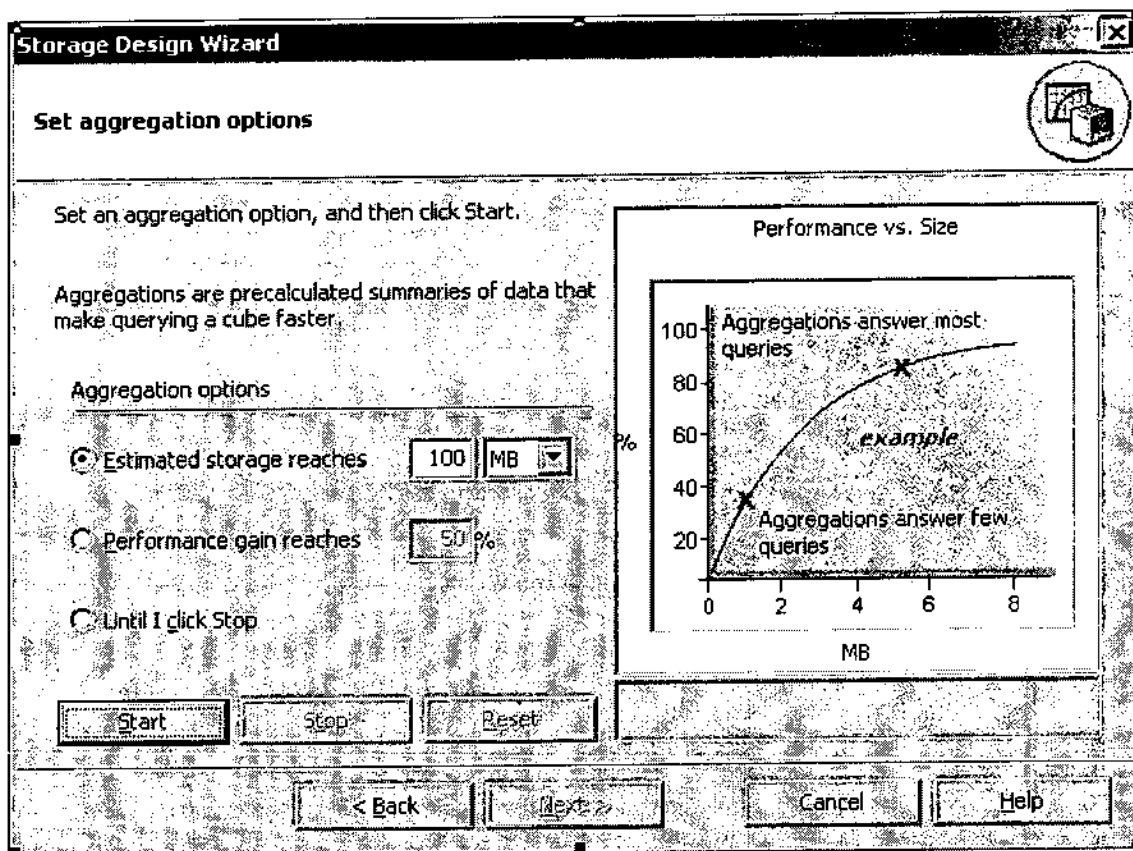 Storage Design Wizard
Set aggregation options
Set an aggregation option, and then click Start.
Aggregations are precalculated summaries of data that
make querying a cube faster.
Aggregation options
Estimated storage reaches 100 MB
Performance gain reaches 50 %
Until I click Stop
Start Stop Reset
Performance vs. Size
%
100
80
60
40
20
Aggregations answer most
queries
example
Aggregations answer few
queries
0 2 4 6 8
MB
< Back Next > Cancel Help